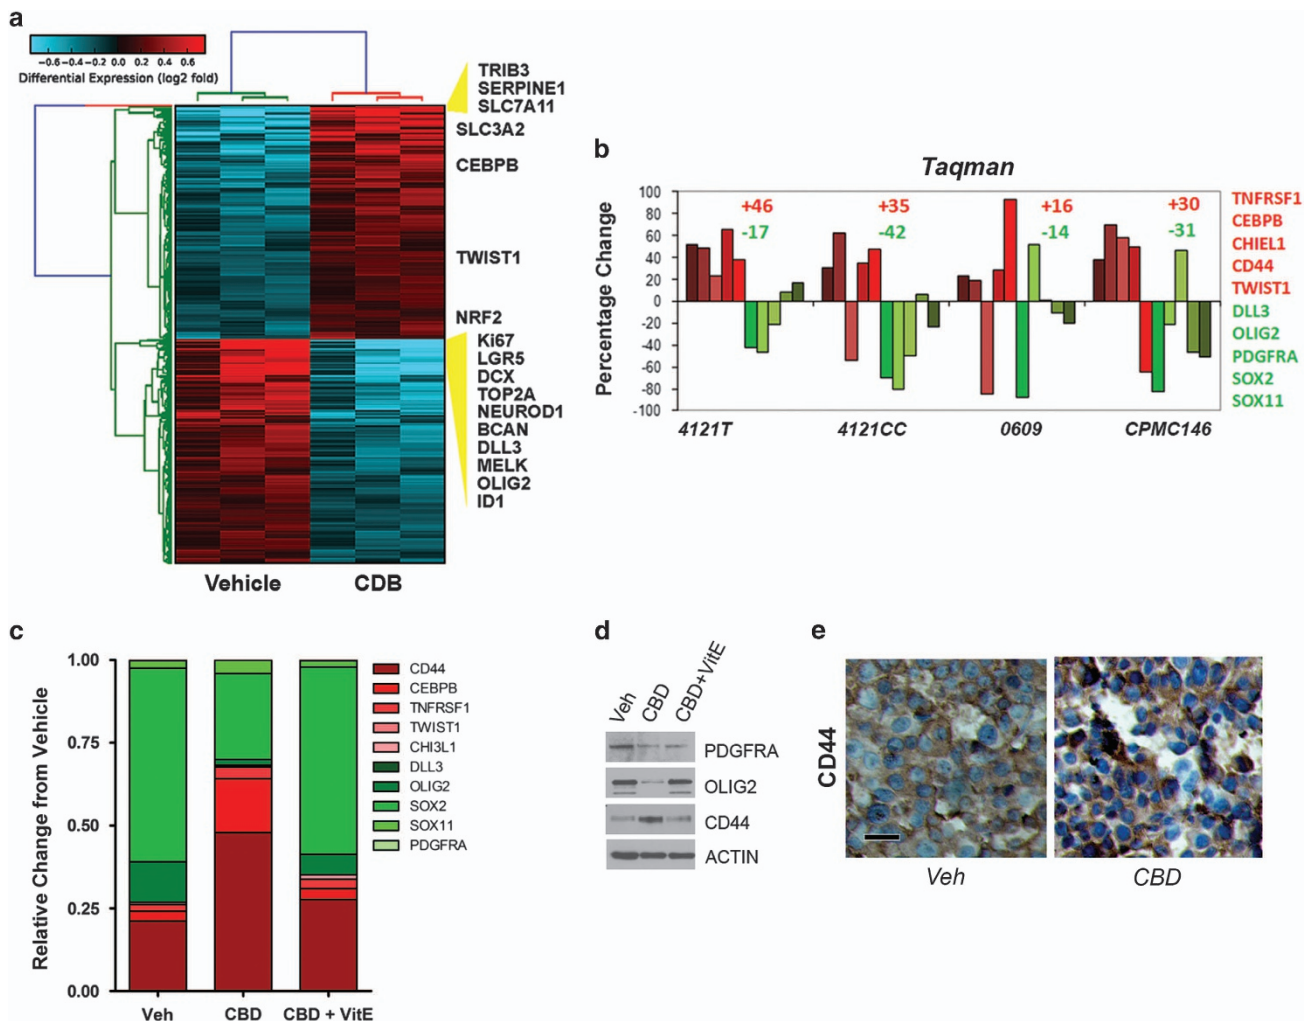 a
-0.6 -0.4 -0.2 0.0 0.2 0.4 0.6
Differential Expression (log2 fold)
TRIB3
SERPINE1
SLC7A11
SLC3A2
CEBPB
TWIST1
NRF2
Ki67
LGR5
DCX
TOP2A
NEUROD1
BCAN
DLL3
MELK
OLIG2
ID1
Vehicle CDB
b
Taqman
Percentage Change
100
80
60
40
20
0
-20
-40
-60
-80
-100
+46 +35 +16 +30
-17 -42 -14 -31
4121T 4121CC 0609 CPMC146
TNFRSF1
CEBPB
CHIEL1
CD44
TWIST1
DLL3
OLIG2
PDGFRA
SOX2
SOX11
c
Relative Change from Vehicle
1.00
0.75
0.50
0.25
0.00
Veh CBD CBD + VitE
CD44
CEBPB
TNFRSF1
TWIST1
CHI3L1
DLL3
OLIG2
SOX2
SOX11
PDGFRA
d
Veh CBD CBD+VitE
PDGFRA
OLIG2
CD44
ACTIN
e
CD44
Veh CBD